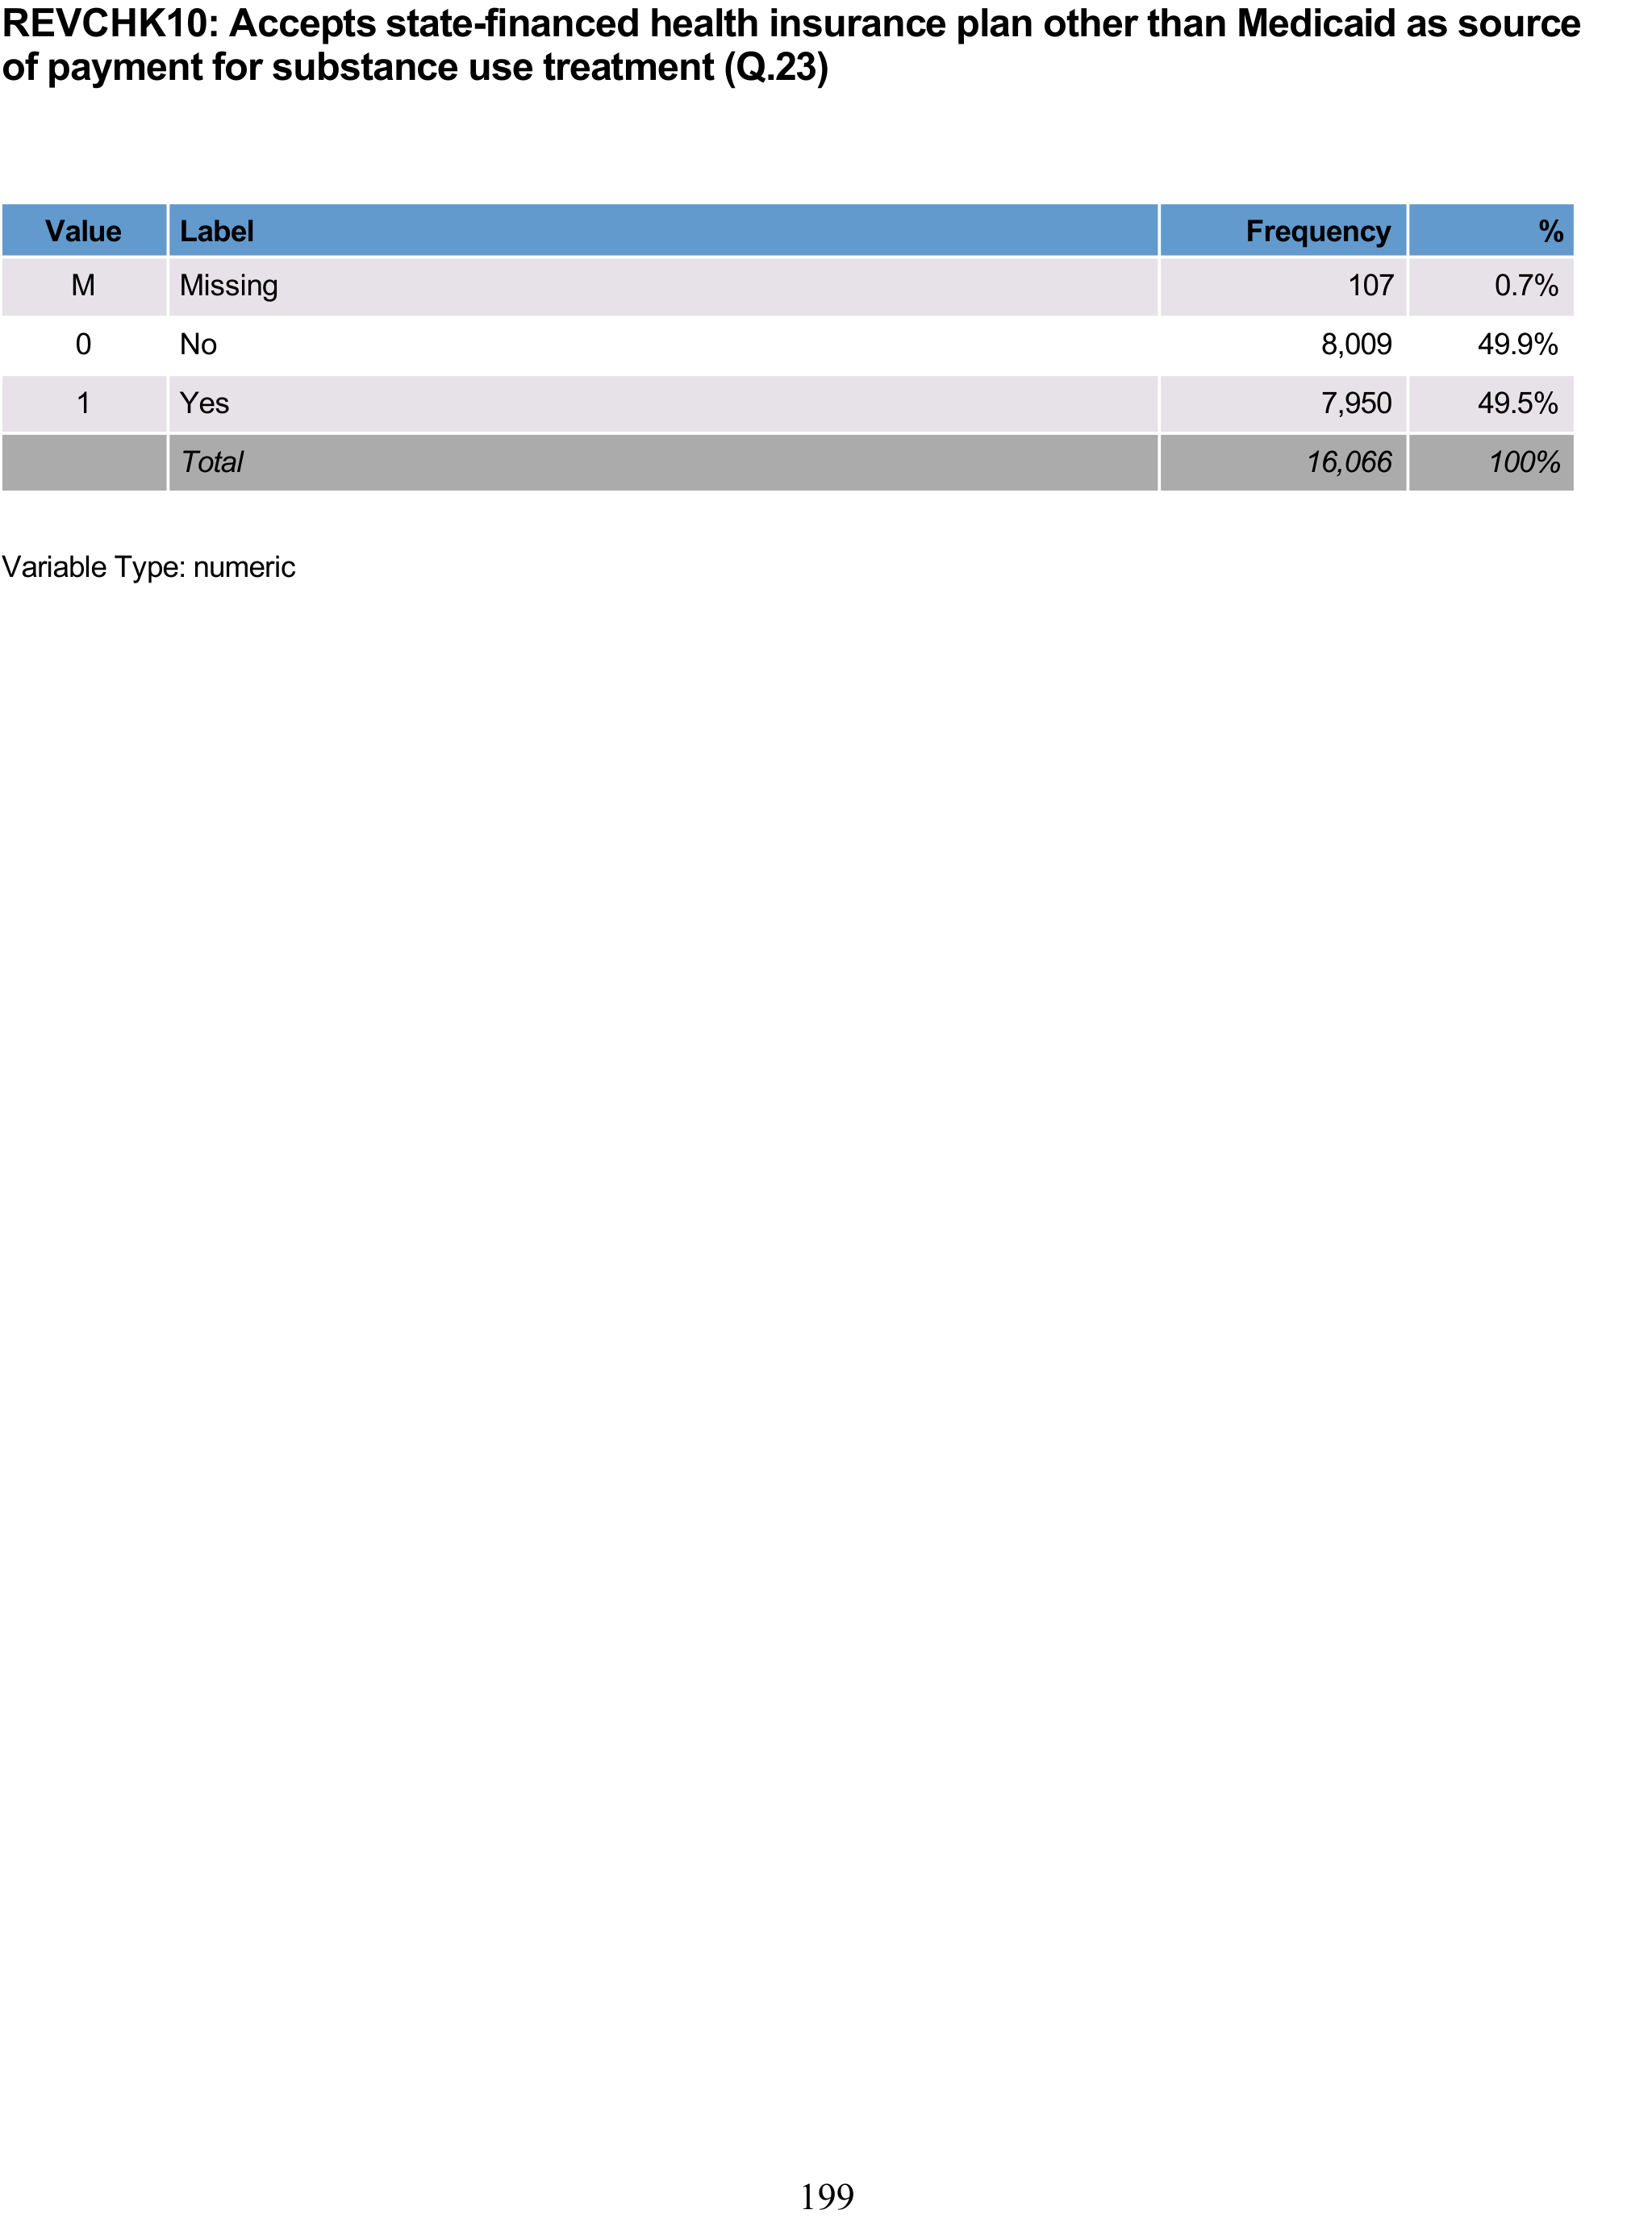 REVCHK10: Accepts state-financed health insurance plan other than Medicaid as source
of payment for substance use treatment (Q.23)
Value Label Frequency %
M Missing 107 0.7%
0 No 8,009 49.9%
1 Yes 7,950 49.5%
Total 16,066 100%
Variable Type: numeric
199